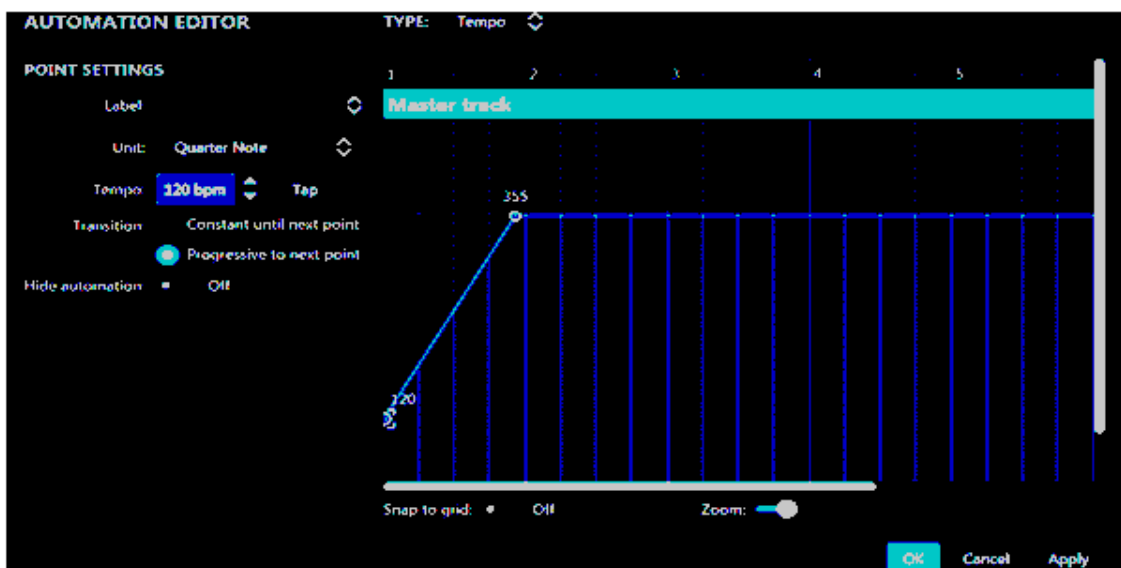 AUTOMATION EDITOR
TYPE: Tempo
POINT SETTINGS
Label
Unit: Quarter Note
Tempo 120 bpm Tap
Transition Constant until next point
Progressive to next point
Hide automation Off
1 2 3 4 5
Master track
355
120
Snap to grid: Off Zoom:
OK Cancel Apply